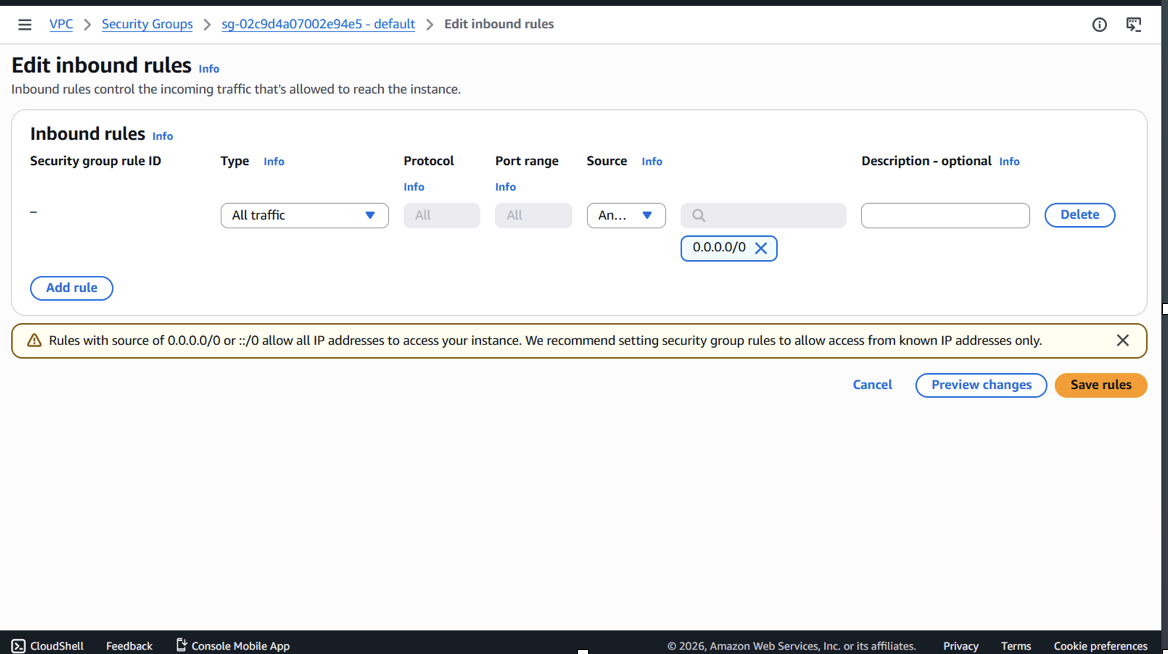 VPC > Security Groups > sg-02c9d4a07002e94e5 - default > Edit inbound rules
Edit inbound rules Info
Inbound rules control the incoming traffic that's allowed to reach the instance.
Inbound rules Info
Security group rule ID Type Info Protocol Port range Source Info Description - optional Info
Info Info
– All traffic All All An... Delete
0.0.0.0/0
Add rule
Rules with source of 0.0.0.0/0 or ::/0 allow all IP addresses to access your instance. We recommend setting security group rules to allow access from known IP addresses only.
Cancel Preview changes Save rules
CloudShell Feedback Console Mobile App © 2026, Amazon Web Services, Inc. or its affiliates. Privacy Terms Cookie preferences